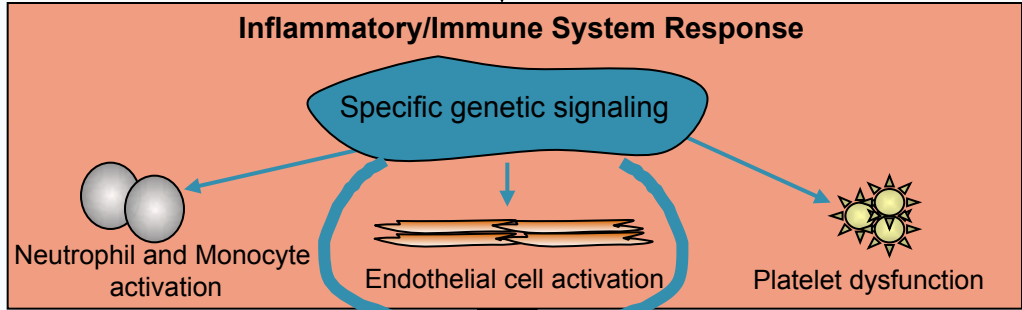 Inflammatory/Immune System Response
Specific genetic signaling
Neutrophil and Monocyte
activation
Endothelial cell activation
Platelet dysfunction